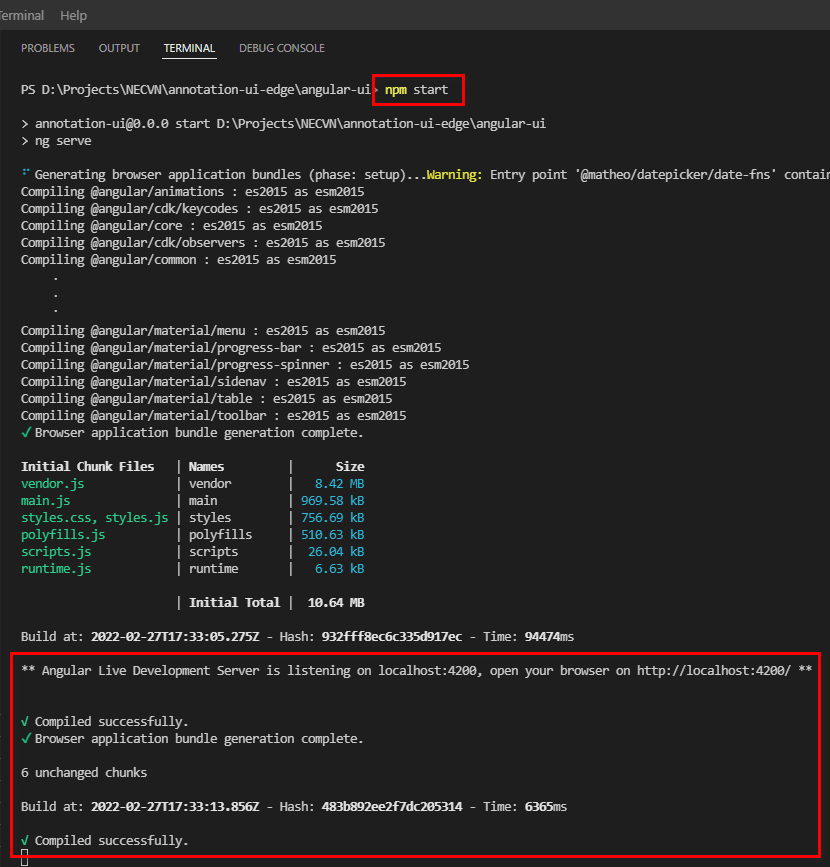 Terminal Help
PROBLEMS OUTPUT TERMINAL DEBUG CONSOLE
PS D:\Projects\NECVN\annotation-ui-edge\angular-ui> npm start
> annotation-ui@0.0.0 start D:\Projects\NECVN\annotation-ui-edge\angular-ui
> ng serve
Generating browser application bundles (phase: setup)...Warning: Entry point '@matheo/datepicker/date-fns' contain
Compiling @angular/animations : es2015 as esm2015
Compiling @angular/cdk/keycodes : es2015 as esm2015
Compiling @angular/core : es2015 as esm2015
Compiling @angular/cdk/observers : es2015 as esm2015
Compiling @angular/common : es2015 as esm2015
.
.
.
Compiling @angular/material/menu : es2015 as esm2015
Compiling @angular/material/progress-bar : es2015 as esm2015
Compiling @angular/material/progress-spinner : es2015 as esm2015
Compiling @angular/material/sidenav : es2015 as esm2015
Compiling @angular/material/table : es2015 as esm2015
Compiling @angular/material/toolbar : es2015 as esm2015
✓ Browser application bundle generation complete.
Initial Chunk Files | Names | Size
vendor.js | vendor | 8.42 MB
main.js | main | 969.58 kB
styles.css, styles.js | styles | 756.69 kB
polyfills.js | polyfills | 510.63 kB
scripts.js | scripts | 26.04 kB
runtime.js | runtime | 6.63 kB
| Initial Total | 10.64 MB
Build at: 2022-02-27T17:33:05.275Z - Hash: 932fff8ec6c335d917ec - Time: 94474ms
** Angular Live Development Server is listening on localhost:4200, open your browser on http://localhost:4200/ **
√ Compiled successfully.
✓ Browser application bundle generation complete.
6 unchanged chunks
Build at: 2022-02-27T17:33:13.856Z - Hash: 483b892ee2f7dc205314 - Time: 6365ms
√ Compiled successfully.